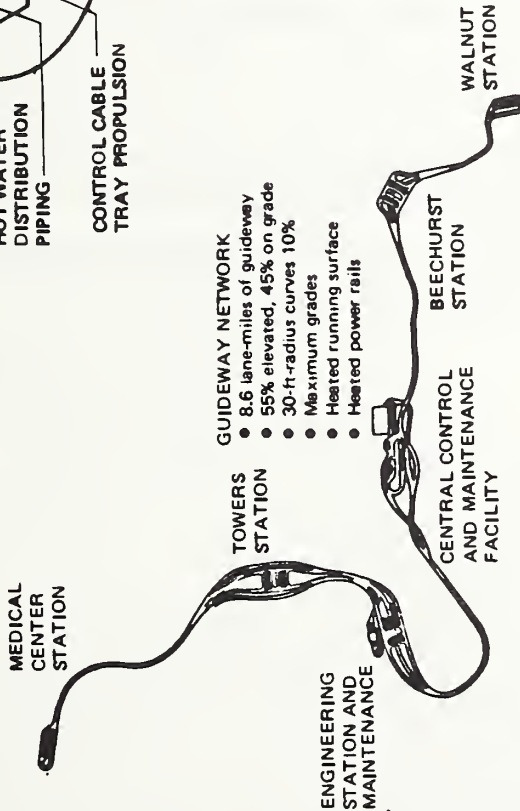 HOT WATER
DISTRIBUTION
PIPING
CONTROL CABLE
TRAY PROPULSION
MEDICAL
CENTER
STATION
TOWERS
STATION
GUIDEWAY NETWORK
• 8.6 lane-miles of guideway
• 55% elevated, 45% on grade
• 30-ft-radius curves 10%
• Maximum grades
• Heated running surface
• Heated power rails
WALNUT
STATION
BEECHURST
STATION
CENTRAL CONTROL
AND MAINTENANCE
FACILITY
ENGINEERING
STATION AND
MAINTENANCE